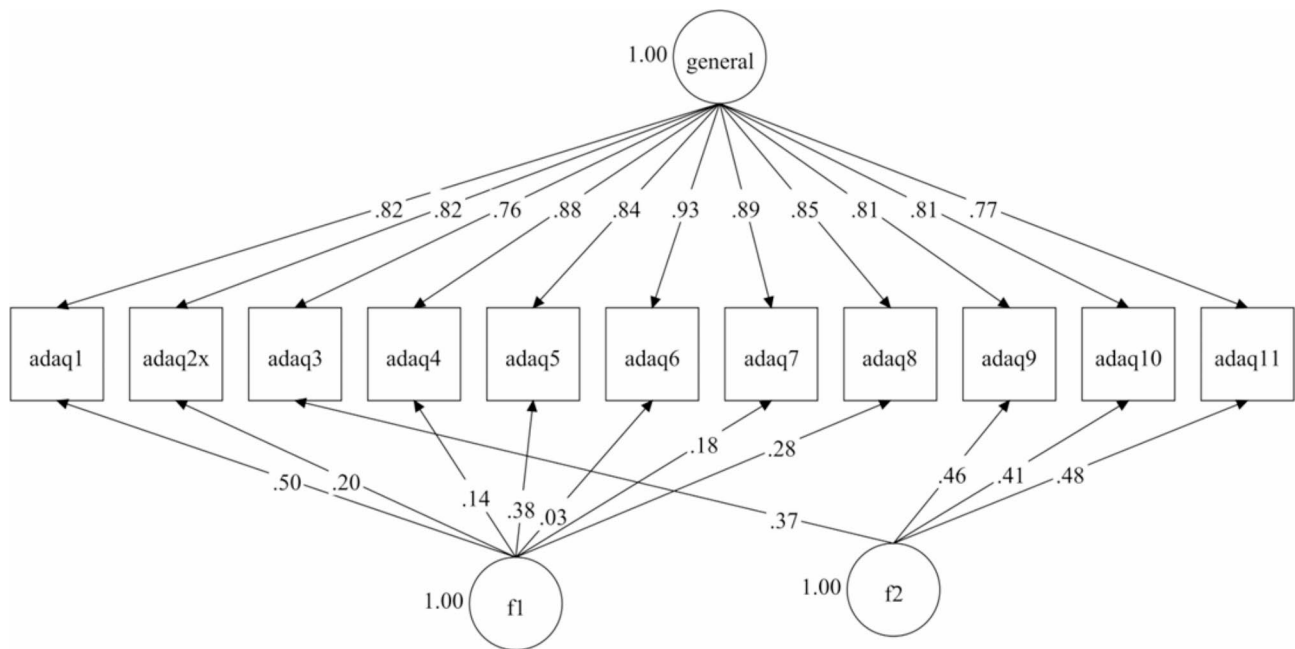 1.00 general
.82 .82 .76 .88 .84 .93 .89 .85 .81 .81 .77
adaq1 adaq2x adaq3 adaq4 adaq5 adaq6 adaq7 adaq8 adaq9 adaq10 adaq11
.50 .20 .14 .38 .03 .18 .28 .37 .46 .41 .48
1.00 f1 1.00 f2